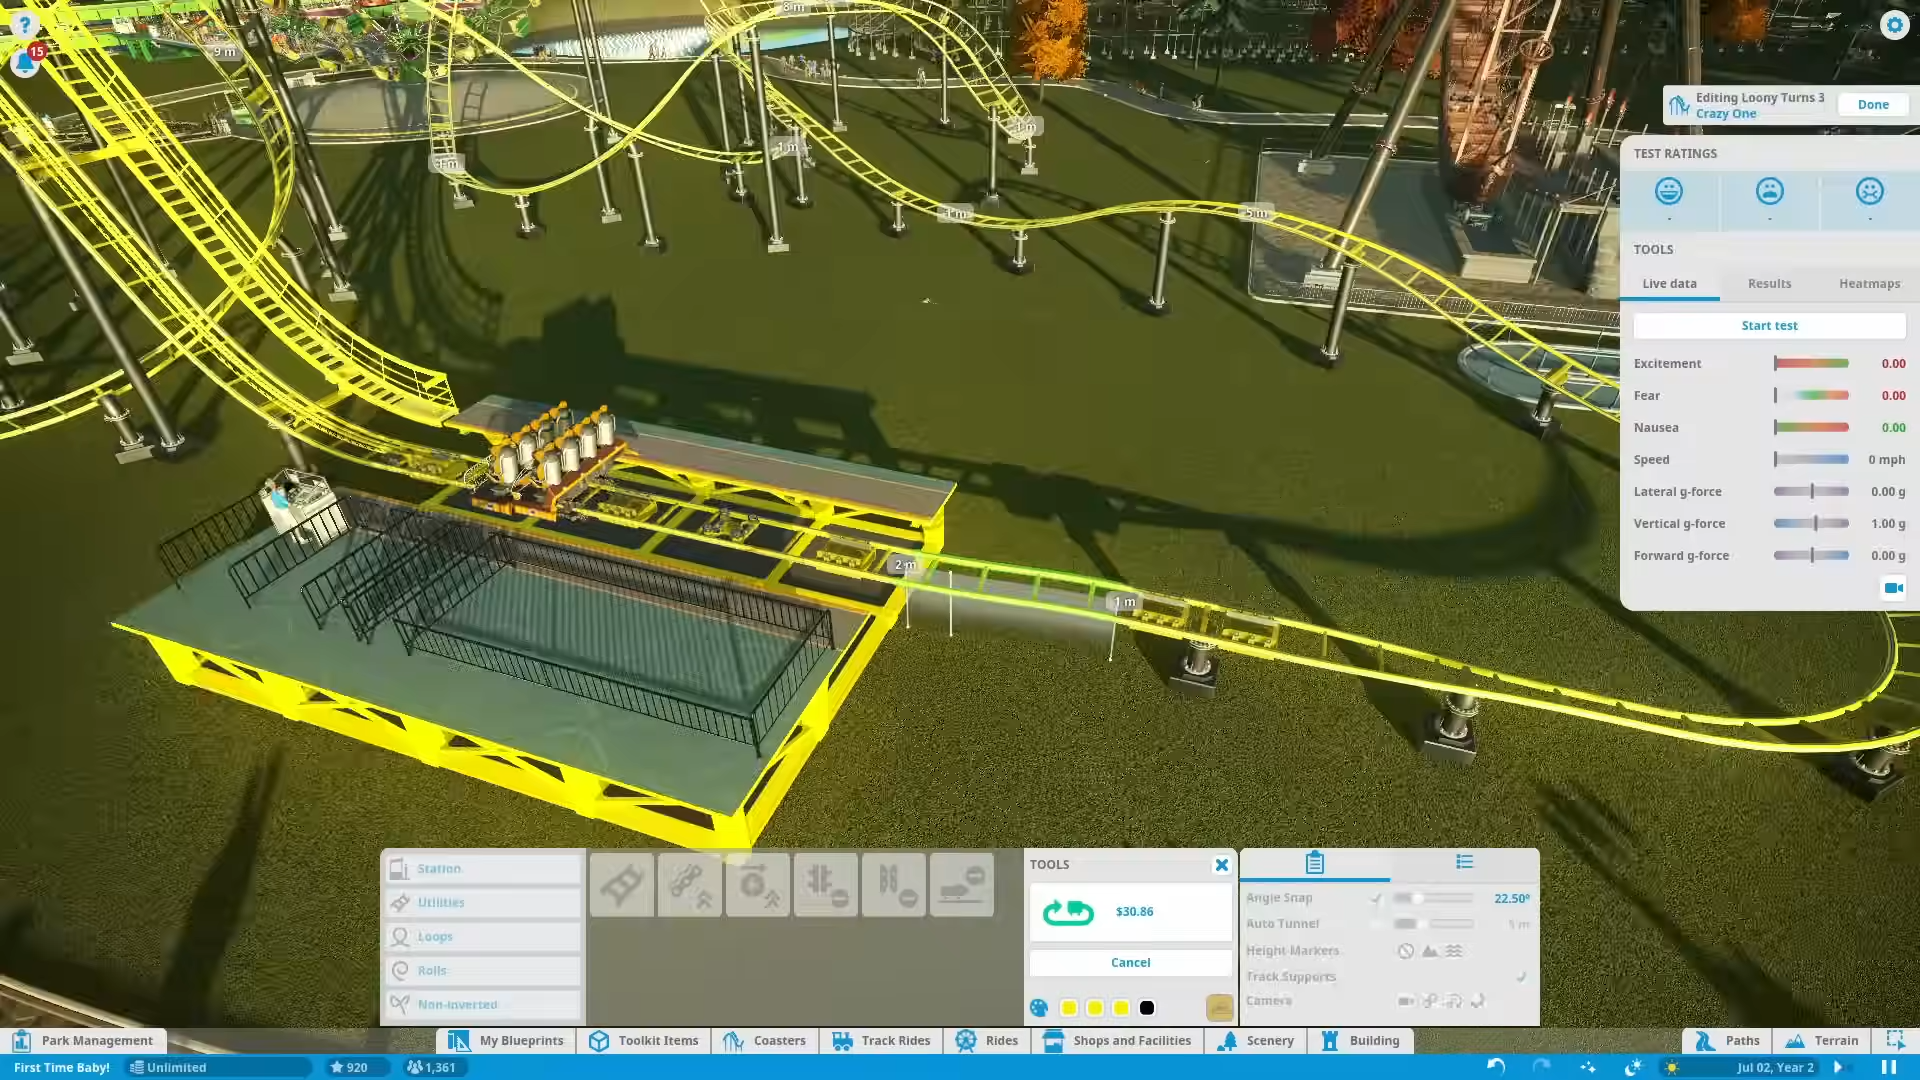 8 m
9 m
15
1 m
1 m
1 m
1 m
5 m
2 m
1 m
Editing Loony Turns 3
Crazy One
Done
TEST RATINGS
-
-
-
TOOLS
Live data
Results
Heatmaps
Start test
Excitement 0.00
Fear 0.00
Nausea 0.00
Speed 0 mph
Lateral g-force 0.00 g
Vertical g-force 1.00 g
Forward g-force 0.00 g
Station
Utilities
Loops
Rolls
Non-Inverted
TOOLS
$30.86
Cancel
Angle Snap 22.50°
Auto Tunnel 5 m
Height Markers
Track Supports
Camera
Park Management
My Blueprints
Toolkit Items
Coasters
Track Rides
Rides
Shops and Facilities
Scenery
Building
Paths
Terrain
First Time Baby!
Unlimited
920
1,361
Jul 02, Year 2